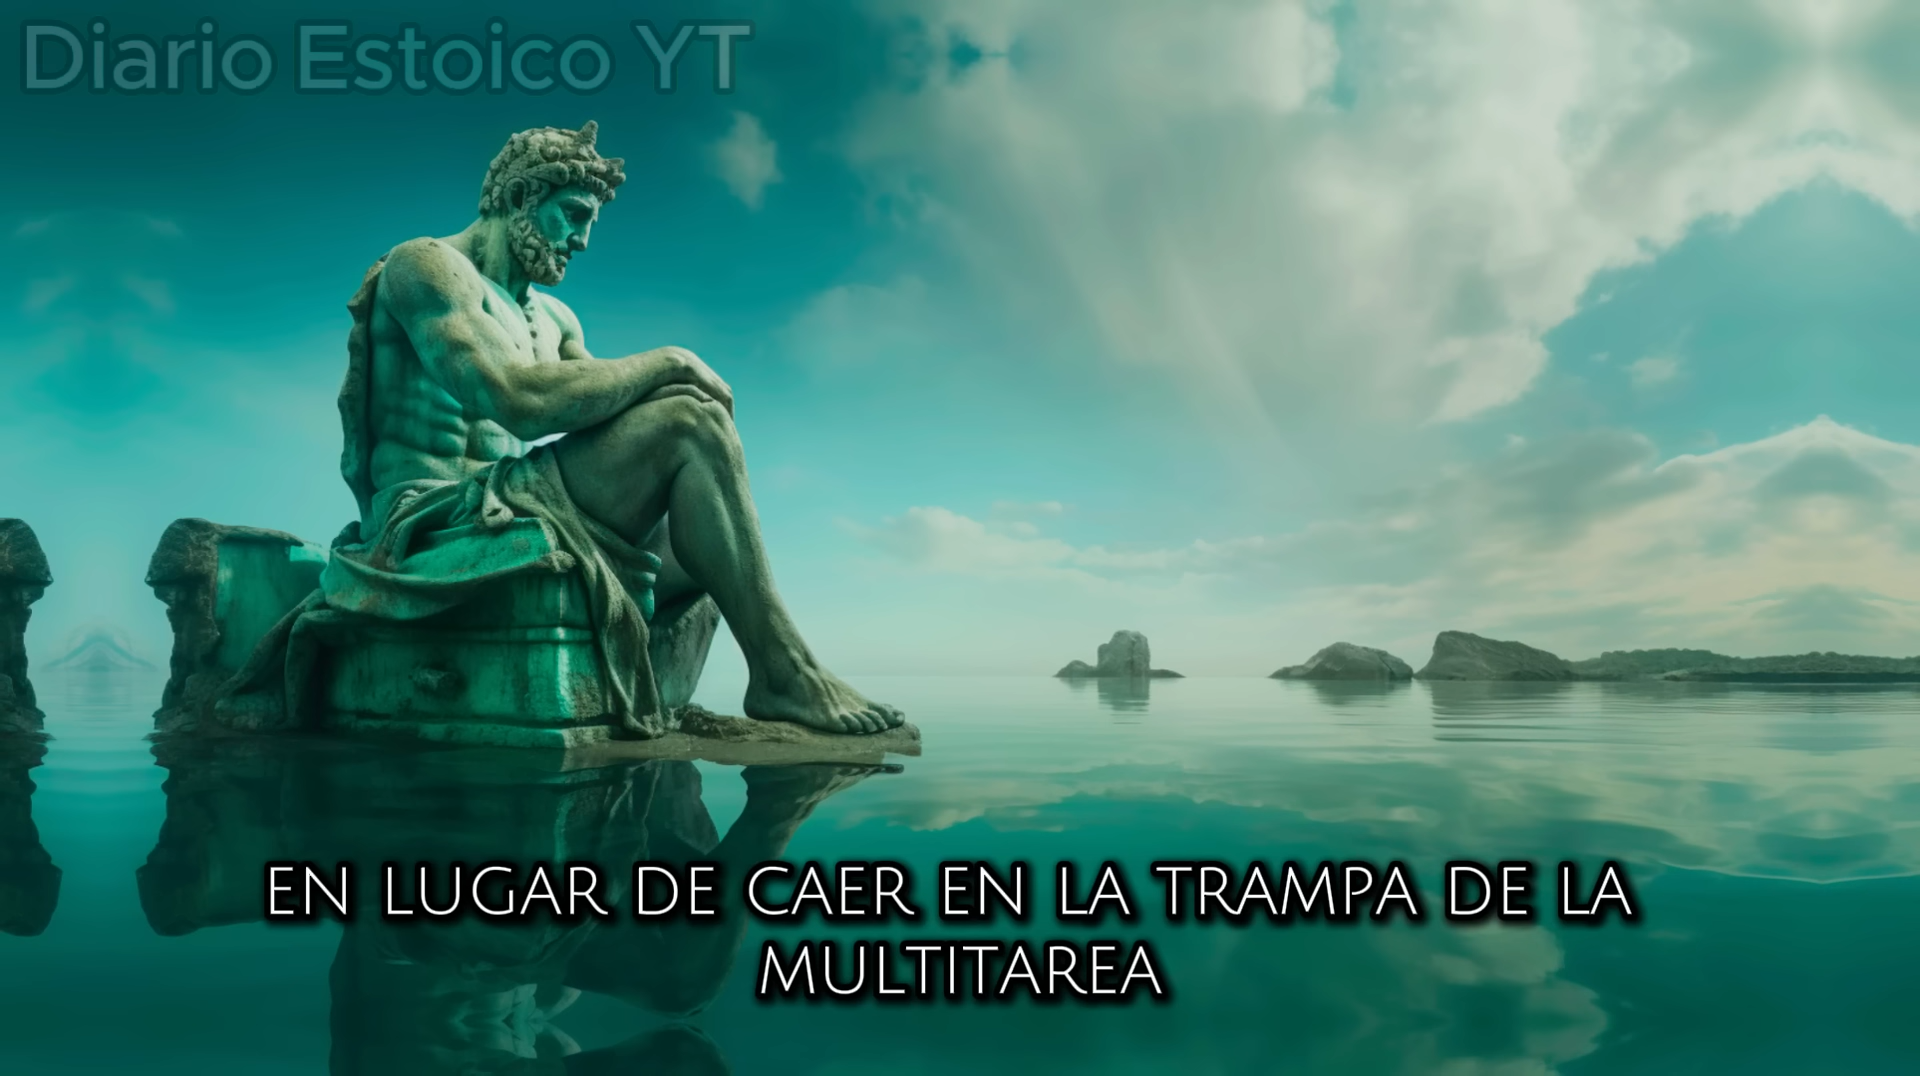 Diario Estoico YT
EN LUGAR DE CAER EN LA TRAMPA DE LA
MULTITAREA